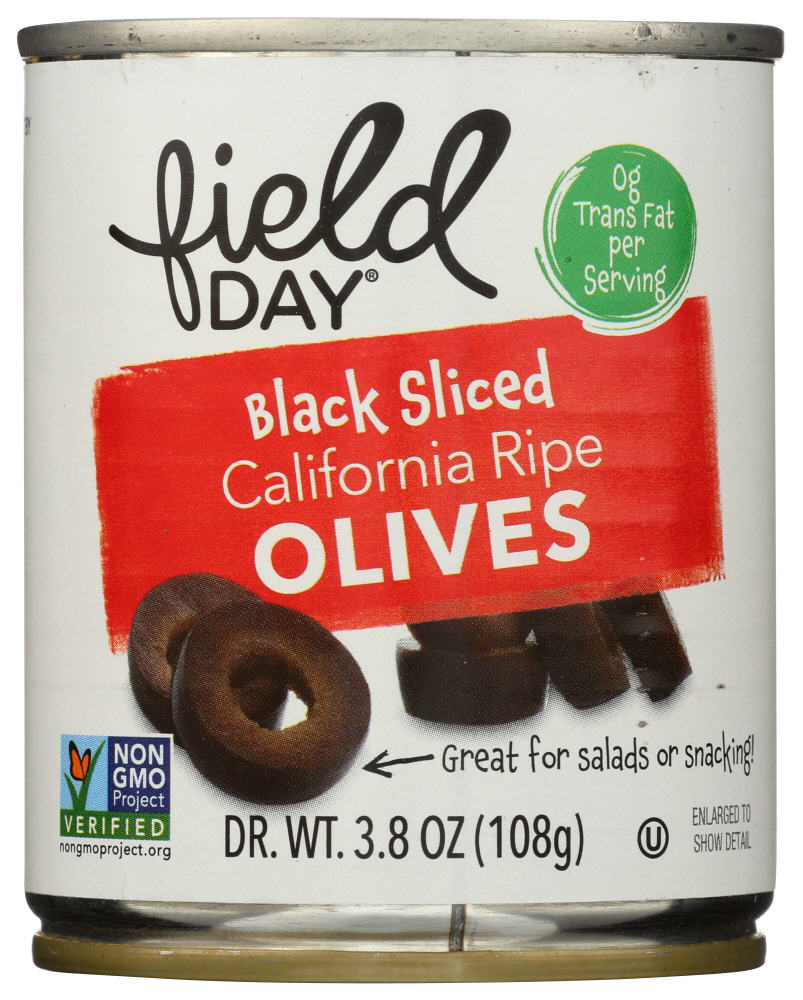 field
DAY®
0g
Trans Fat
per
Serving
Black Sliced
California Ripe
OLIVES
Great for salads or snacking!
NON
GMO
Project
VERIFIED
nongmoproject.org
DR. WT. 3.8 OZ (108g)
U
ENLARGED TO
SHOW DETAIL